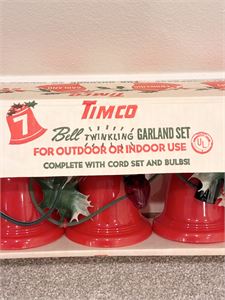 TIMCO
7
Bell TWINKLING GARLAND SET
FOR OUTDOOR OR INDOOR USE
UL
COMPLETE WITH CORD SET AND BULBS!